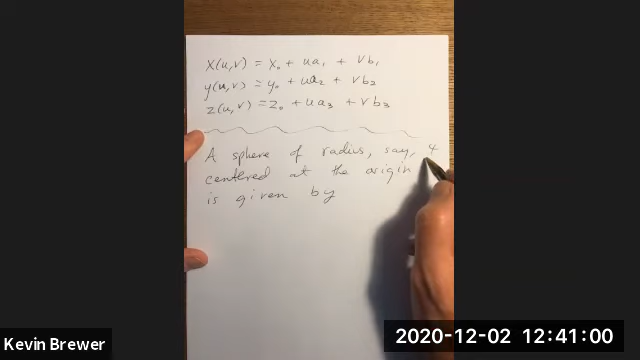 x(u,v) = x₀ + ua₁ + vb₁
y(u,v) = y₀ + ua₂ + vb₂
z(u,v) = z₀ + ua₃ + vb₃
A sphere of radius, say, 4
centered at the origin
is given by
Kevin Brewer
2020-12-02 12:41:00